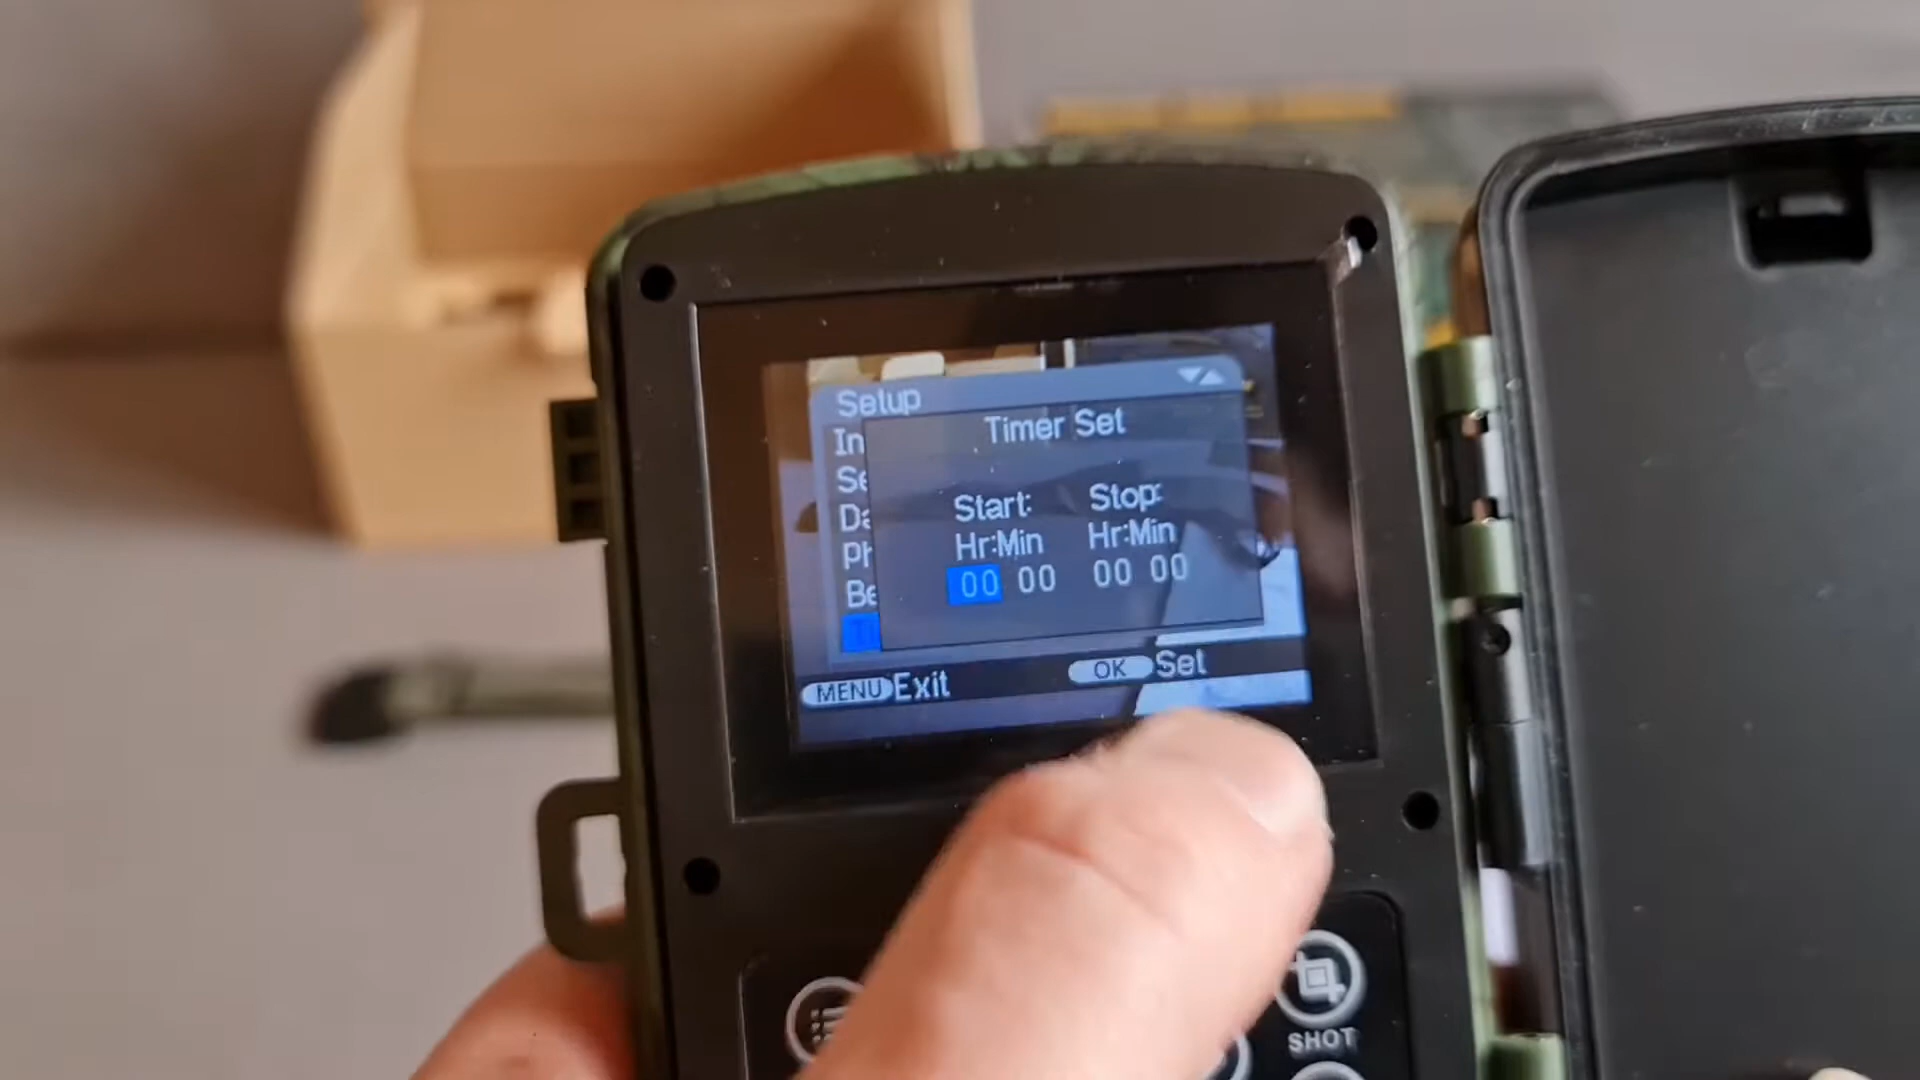 Setup
Timer Set
In
Se
Da
Ph
Be
Start: Stop:
Hr:Min Hr:Min
00 00 00 00
MENU Exit OK Set
SHOT